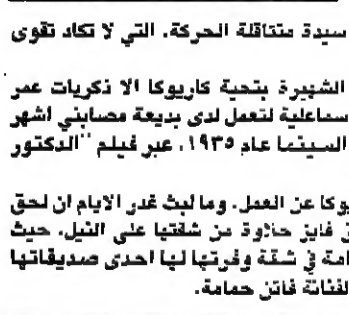 سيدة متثاقلة الحركة، التي لا تكاد تقوى
الشهيرة بتحية كاريوكا الا ذكريات عمر
سماعلية لتعمل لدى بديعة مصابني اشهر
السينما عام ١٩٣٥، عبر فيلم "الدكتور
يوكا عن العمل. وما لبث غدر الايام ان لحق
فايز حلاوة من شقتها على النيل، حيث
امة في شقة وفرتها لها احدى صديقاتها
لفنانة فاتن حمامة.